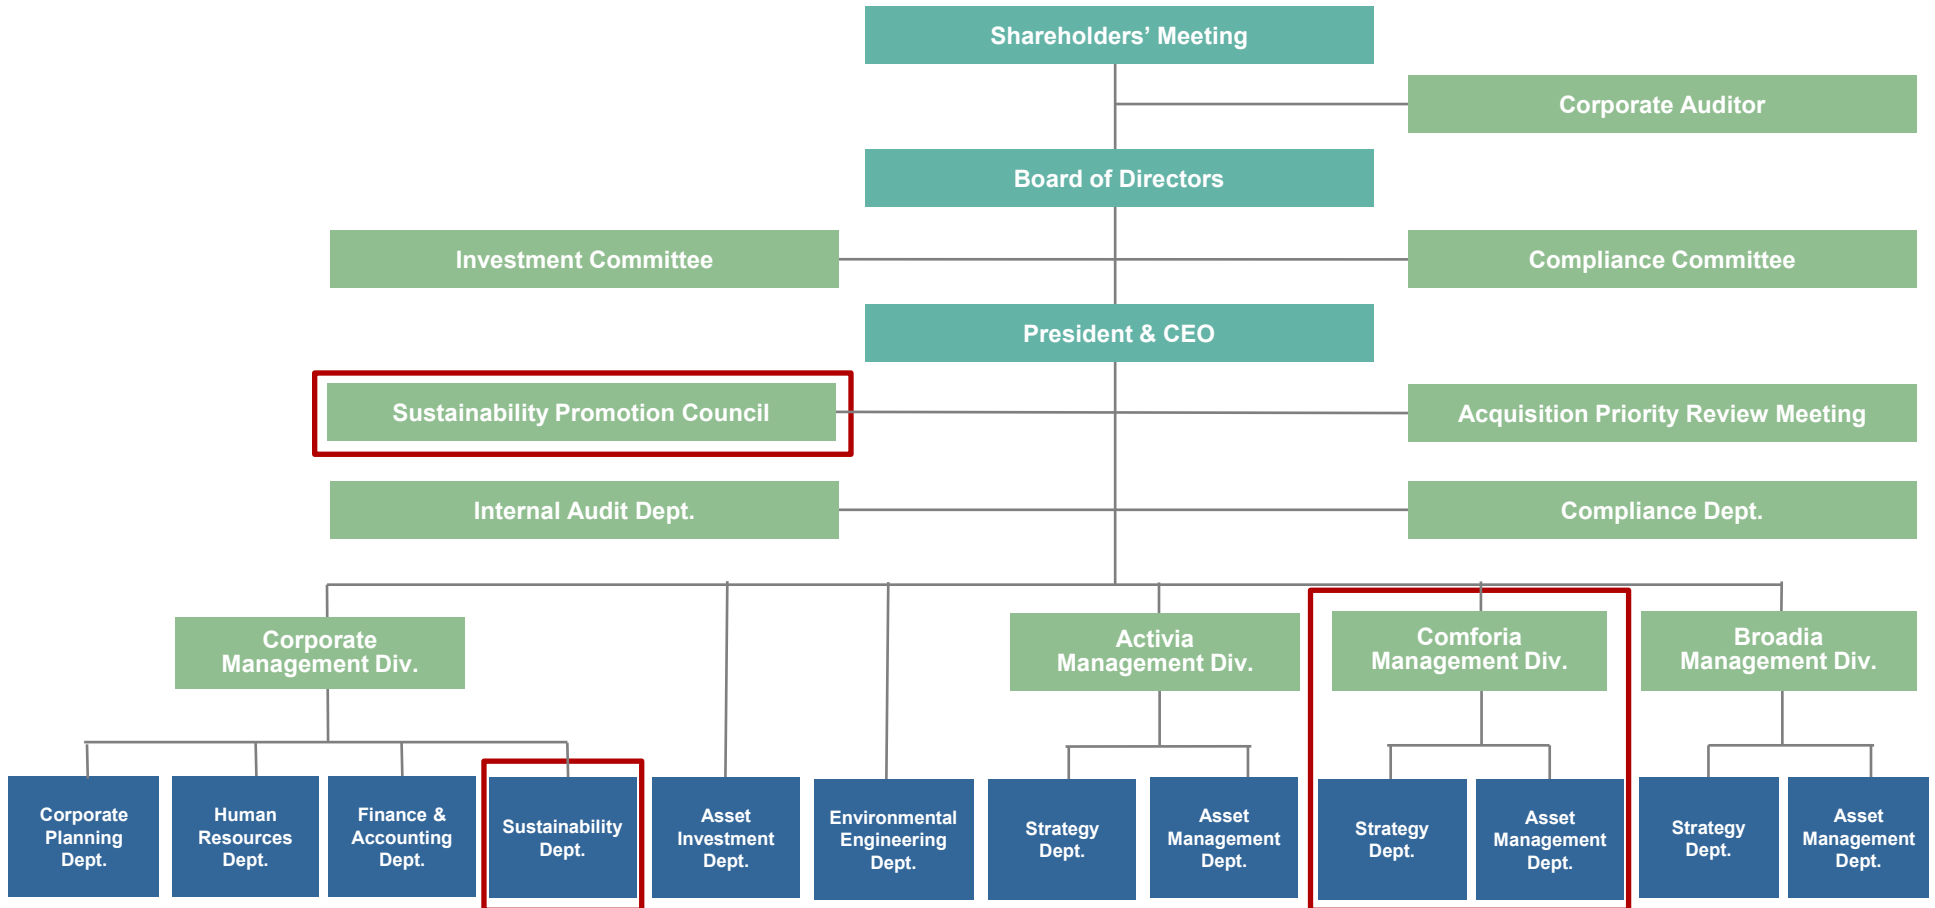 Shareholders’ Meeting
Corporate Auditor
Board of Directors
Investment Committee
Compliance Committee
President & CEO
Sustainability Promotion Council
Acquisition Priority Review Meeting
Internal Audit Dept.
Compliance Dept.
Corporate
Management Div.
Activia
Management Div.
Comforia
Management Div.
Broadia
Management Div.
Corporate
Planning
Dept.
Human
Resources
Dept.
Finance &
Accounting
Dept.
Sustainability
Dept.
Asset
Investment
Dept.
Environmental
Engineering
Dept.
Strategy
Dept.
Asset
Management
Dept.
Strategy
Dept.
Asset
Management
Dept.
Strategy
Dept.
Asset
Management
Dept.